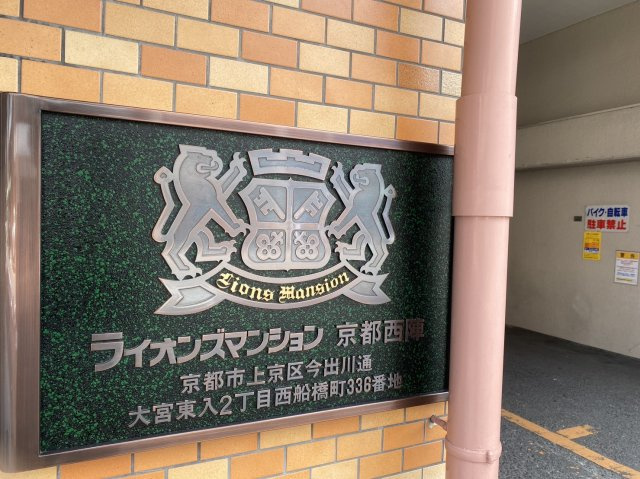 Lions Mansion
ライオンズマンション 京都西陣
京都市上京区今出川通
大宮東入2丁目西船橋町336番地
バイク・自転車
駐車禁止